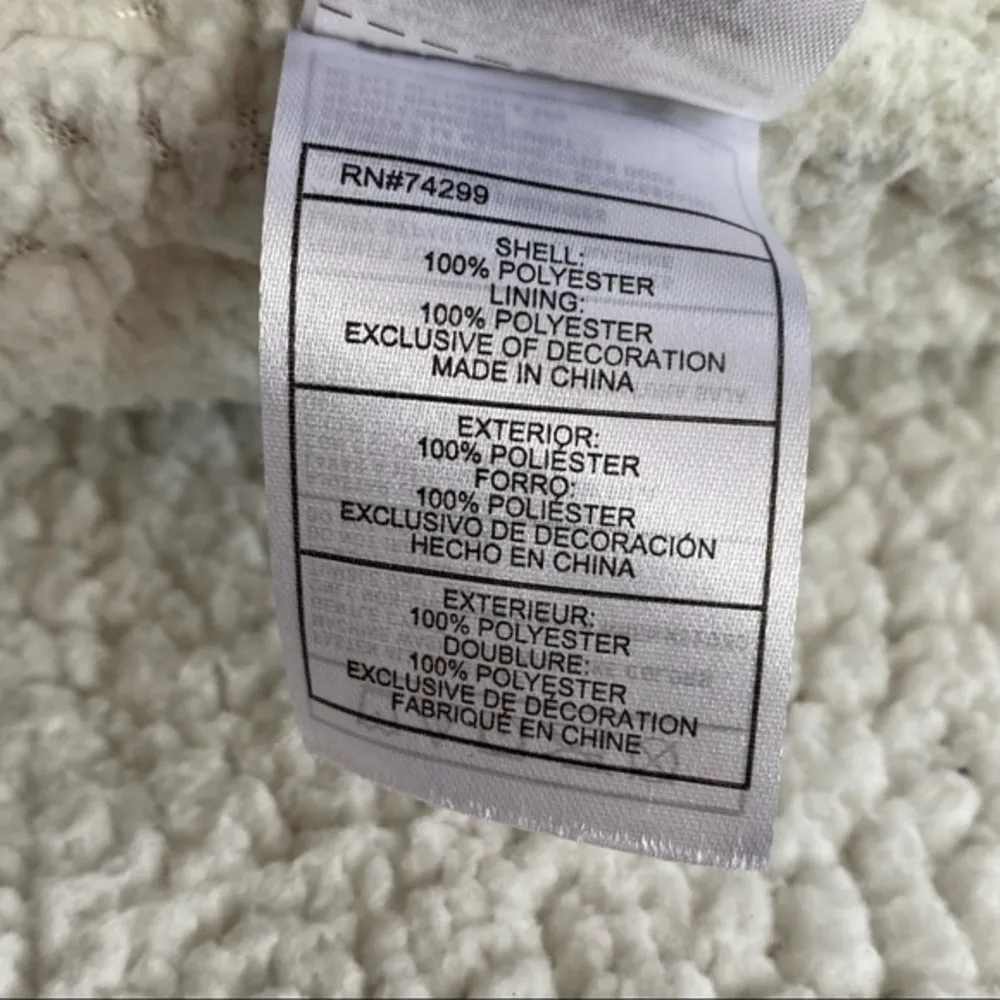 RN#74299
SHELL:
100% POLYESTER
LINING:
100% POLYESTER
EXCLUSIVE OF DECORATION
MADE IN CHINA
EXTERIOR:
100% POLIÉSTER
FORRO:
100% POLIÉSTER
EXCLUSIVO DE DECORACIÓN
HECHO EN CHINA
EXTERIEUR:
100% POLYESTER
DOUBLURE:
100% POLYESTER
EXCLUSIVE DE DÉCORATION
FABRIQUÉ EN CHINE